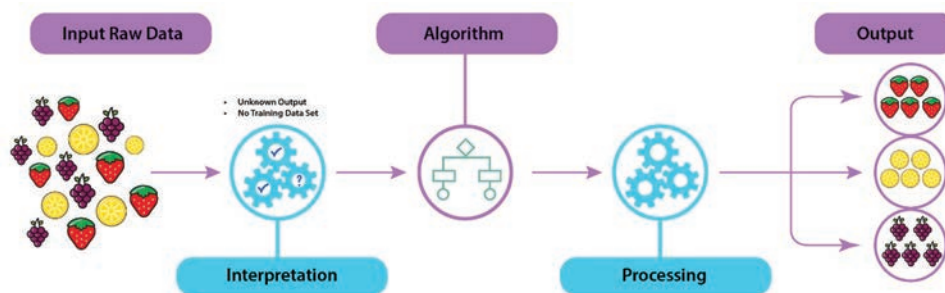 Input Raw Data
Algorithm
Output
• Unknown Output
• No Training Data Set
?
Interpretation
Processing